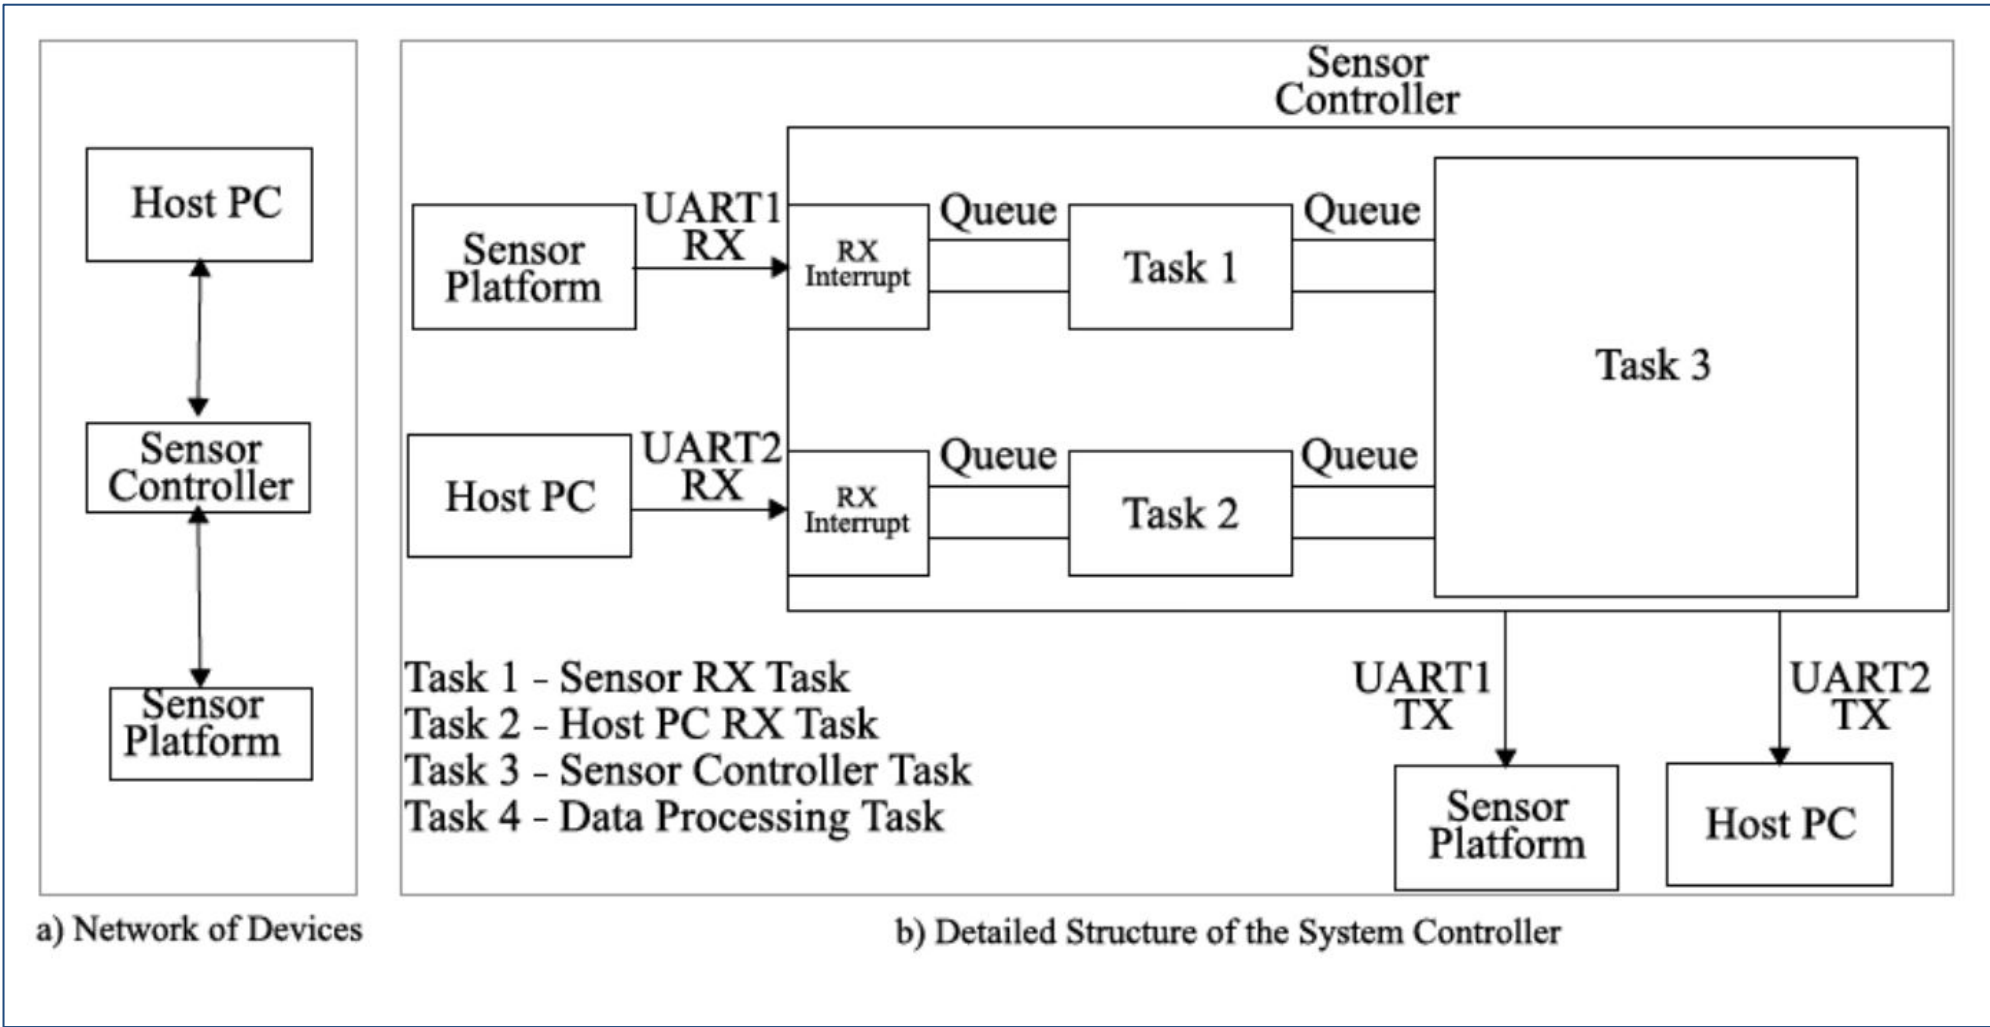 Host PC
Sensor
Controller
Sensor
Platform
a) Network of Devices
Sensor
Controller
Sensor
Platform
UART1
RX
RX
Interrupt
Queue
Task 1
Queue
Task 3
Host PC
UART2
RX
RX
Interrupt
Queue
Task 2
Queue
Task 1 - Sensor RX Task
Task 2 - Host PC RX Task
Task 3 - Sensor Controller Task
Task 4 - Data Processing Task
UART1
TX
UART2
TX
Sensor
Platform
Host PC
b) Detailed Structure of the System Controller